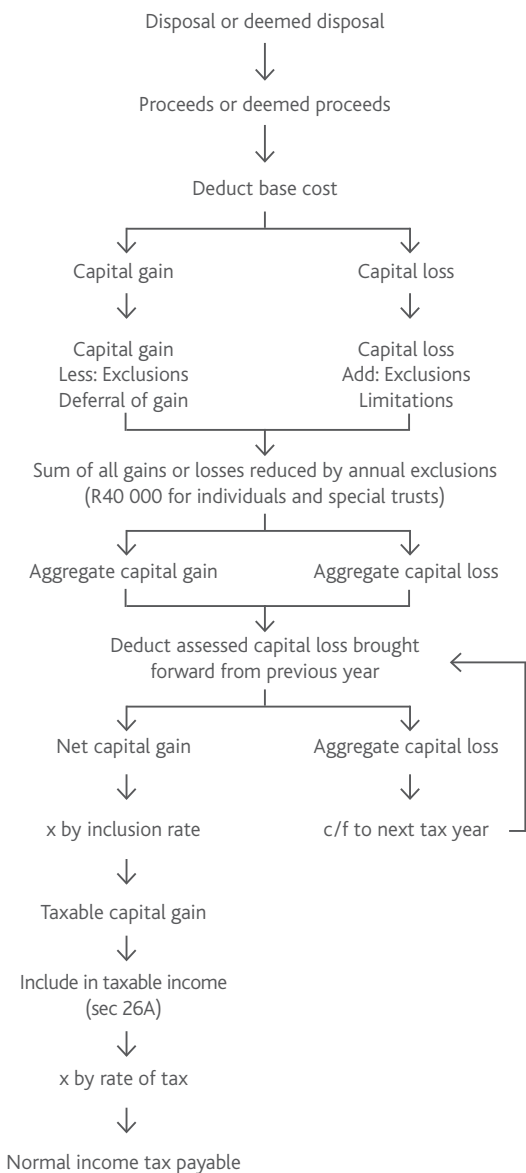 Disposal or deemed disposal
Proceeds or deemed proceeds
Deduct base cost
Capital gain
Capital loss
Capital gain
Less: Exclusions
Deferral of gain
Capital loss
Add: Exclusions
Limitations
Sum of all gains or losses reduced by annual exclusions
(R40 000 for individuals and special trusts)
Aggregate capital gain
Aggregate capital loss
Deduct assessed capital loss brought
forward from previous year
Net capital gain
Aggregate capital loss
x by inclusion rate
c/f to next tax year
Taxable capital gain
Include in taxable income
(sec 26A)
x by rate of tax
Normal income tax payable